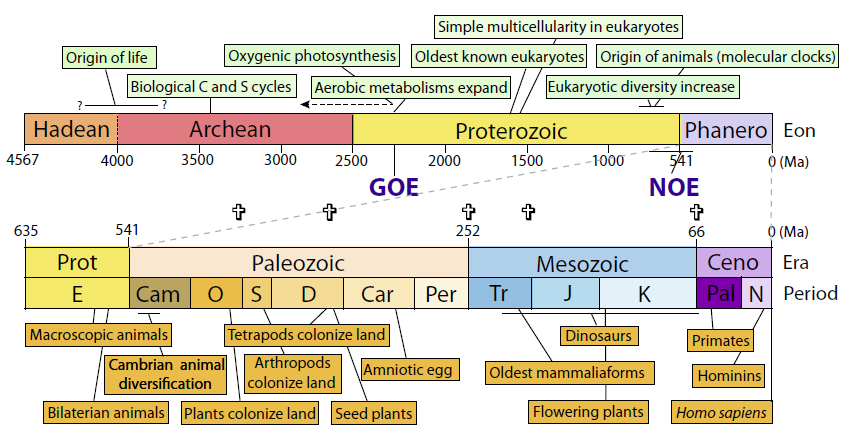 Simple multicellularity in eukaryotes
Origin of life
Oxygenic photosynthesis
Oldest known eukaryotes
Origin of animals (molecular clocks)
Biological C and S cycles
Aerobic metabolisms expand
Eukaryotic diversity increase
? ?
Hadean Archean Proterozoic Phanero Eon
4567 4000 3500 3000 2500 2000 1500 1000 541 0 (Ma)
GOE NOE
635 541 252 66 0 (Ma)
Prot Paleozoic Mesozoic Ceno Era
E Cam O S D Car Per Tr J K Pal N Period
Macroscopic animals
Tetrapods colonize land
Dinosaurs
Primates
Cambrian animal
diversification
Arthropods
colonize land
Amniotic egg
Oldest mammaliaforms
Hominins
Bilaterian animals
Plants colonize land
Seed plants
Flowering plants
Homo sapiens